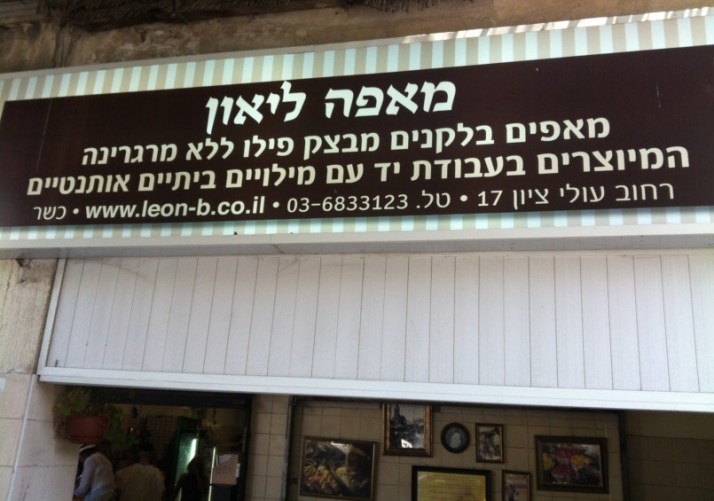 מאפה ליאון
מאפים בלקנים מבצק פילו ללא מרגרינה
המיוצרים בעבודת יד עם מילויים ביתיים אותנטיים
רחוב עולי ציון 17 • טל. 03-6833123 • www.leon-b.co.il • כשר